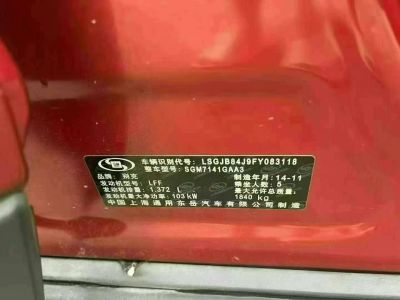 车辆识别代号: LSGJB84J9FY083118
整车型号: SGM7141GAA3
品牌: 别克 制造年月: 14-11
发动机型号: LFF 乘坐人数: 5
发动机排量: 1.372 L 最大允许总质量:
发动机最大净功率: 103 kW 1840 kg
中国上海通用东岳汽车有限公司制造